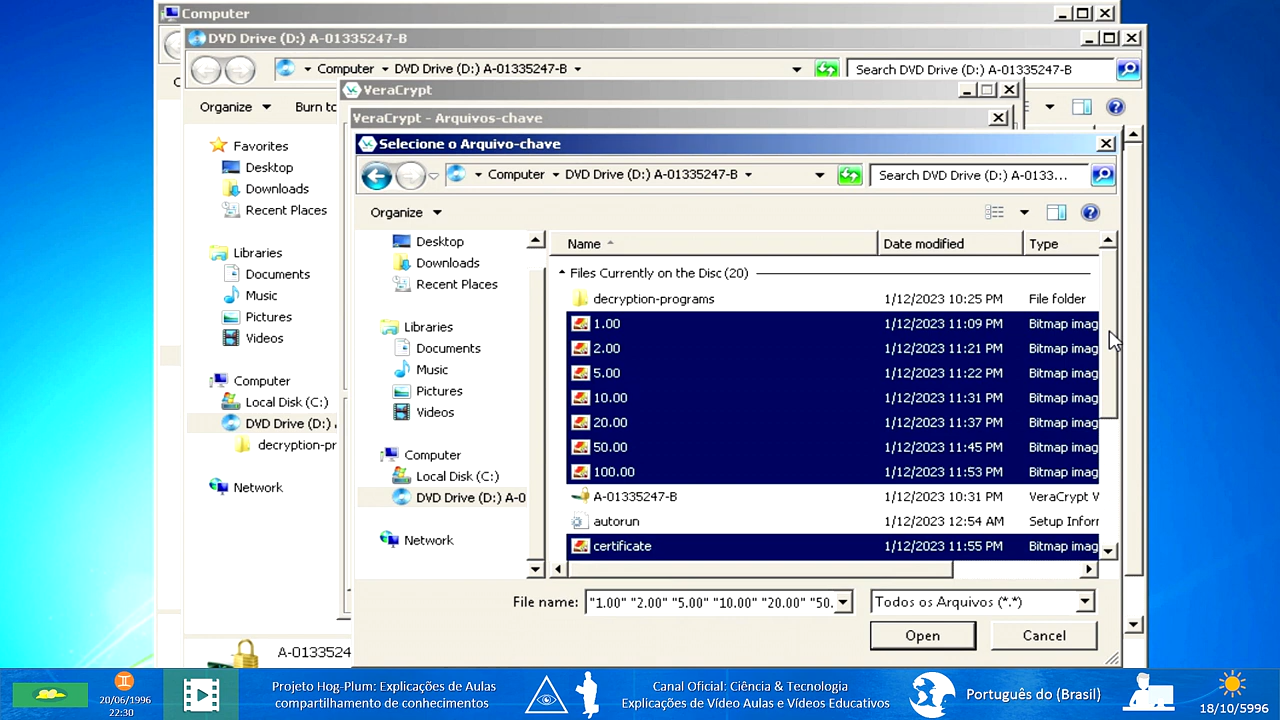 Computer
DVD Drive (D:) A-01335247-B
Computer DVD Drive (D:) A-01335247-B
Search DVD Drive (D:) A-01335247-B
Organize
Burn to
VeraCrypt
VeraCrypt - Arquivos-chave
Selecione o Arquivo-chave
Computer DVD Drive (D:) A-01335247-B
Search DVD Drive (D:) A-0133...
Organize
Favorites
Desktop
Downloads
Recent Places
Libraries
Documents
Music
Pictures
Videos
Computer
Local Disk (C:)
DVD Drive (D:)
decryption-pr
Network
Desktop
Downloads
Recent Places
Libraries
Documents
Music
Pictures
Videos
Computer
Local Disk (C:)
DVD Drive (D:) A-0
Network
Name Date modified Type
Files Currently on the Disc (20)
decryption-programs 1/12/2023 10:25 PM File folder
1.00 1/12/2023 11:09 PM Bitmap imag
2.00 1/12/2023 11:21 PM Bitmap imag
5.00 1/12/2023 11:22 PM Bitmap imag
10.00 1/12/2023 11:31 PM Bitmap imag
20.00 1/12/2023 11:37 PM Bitmap imag
50.00 1/12/2023 11:45 PM Bitmap imag
100.00 1/12/2023 11:53 PM Bitmap imag
A-01335247-B 1/12/2023 10:31 PM VeraCrypt V
autorun 1/12/2023 12:54 AM Setup Infor
certificate 1/12/2023 11:55 PM Bitmap imag
File name: "1.00" "2.00" "5.00" "10.00" "20.00" "50.
Todos os Arquivos (*.*)
Open Cancel
A-0133524
20/06/1996
22:30
Projeto Hog-Plum: Explicações de Aulas
compartilhamento de conhecimentos
Canal Oficial: Ciência & Tecnologia
Explicações de Vídeo Aulas e Vídeos Educativos
Português do (Brasil)
18/10/5996